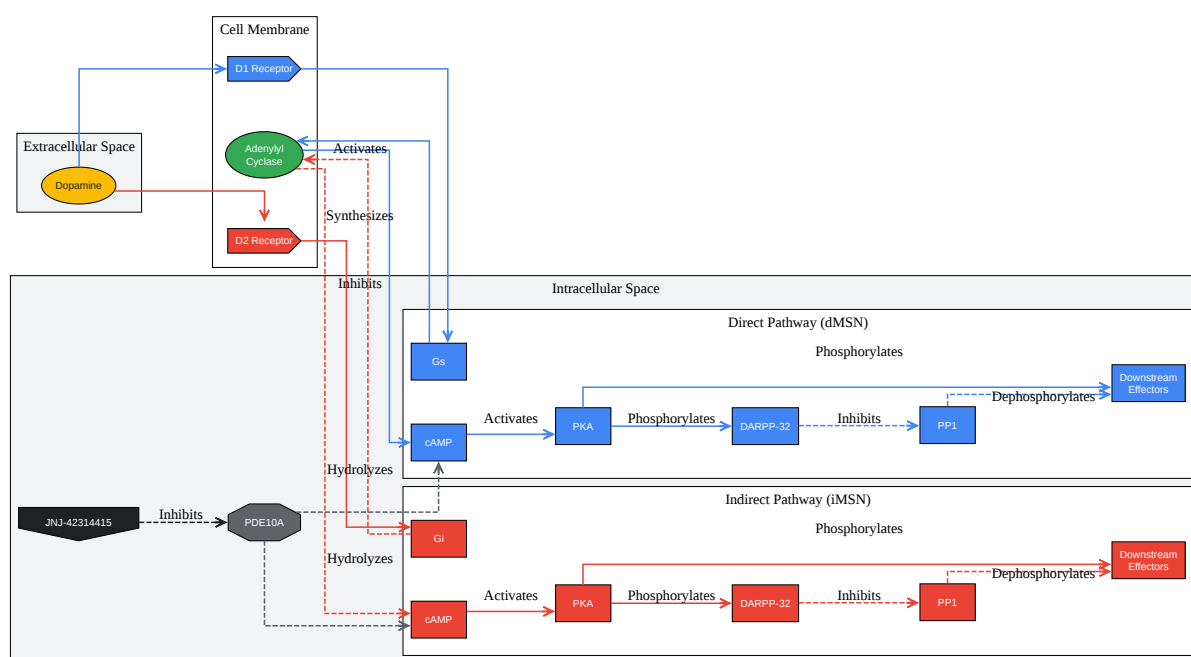 Cell Membrane
D1 Receptor
Extracellular Space
Dopamine
Adenylyl
Cyclase
Activates
Synthesizes
D2 Receptor
Inhibits
Intracellular Space
Direct Pathway (dMSN)
Phosphorylates
Gs
Downstream
Effectors
Dephosphorylates
cAMP
Activates
PKA
Phosphorylates
DARPP-32
Inhibits
PP1
Hydrolyzes
Indirect Pathway (iMSN)
JNJ-42314415
Inhibits
PDE10A
Phosphorylates
Gi
Hydrolyzes
Downstream
Effectors
Dephosphorylates
cAMP
Activates
PKA
Phosphorylates
DARPP-32
Inhibits
PP1